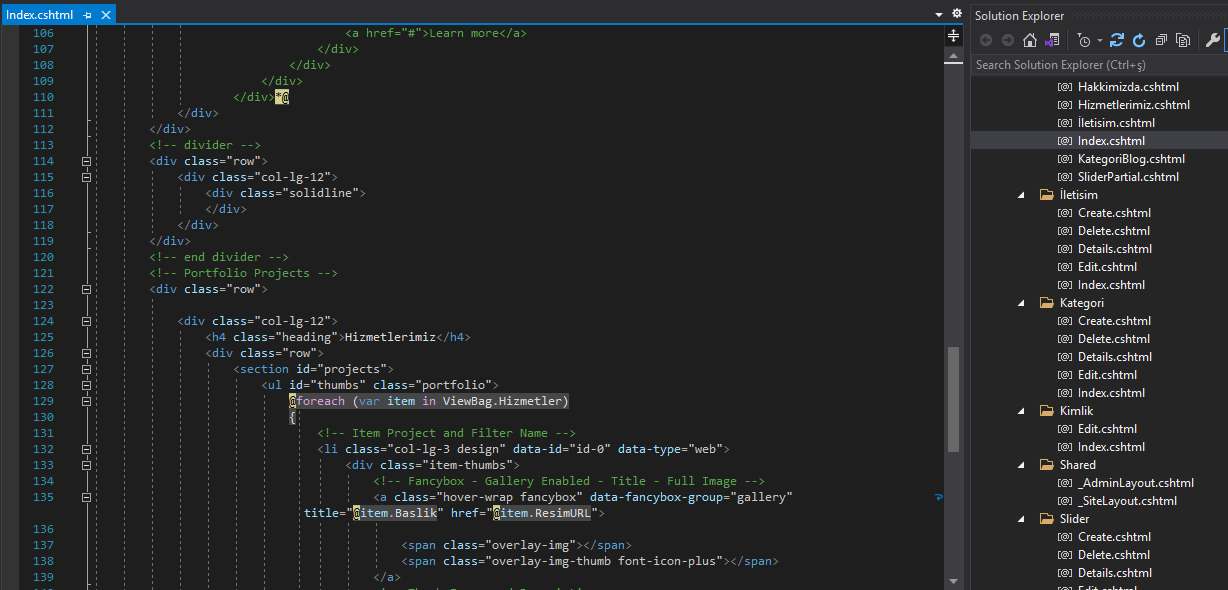 Index.cshtml
106 <a href="#">Learn more</a>
107 </div>
108 </div>
109 </div>
110 </div>*@
111 </div>
112 </div>
113 <!-- divider -->
114 <div class="row">
115 <div class="col-lg-12">
116 <div class="solidline">
117 </div>
118 </div>
119 </div>
120 <!-- end divider -->
121 <!-- Portfolio Projects -->
122 <div class="row">
123
124 <div class="col-lg-12">
125 <h4 class="heading">Hizmetlerimiz</h4>
126 <div class="row">
127 <section id="projects">
128 <ul id="thumbs" class="portfolio">
129 @foreach (var item in ViewBag.Hizmetler)
130 {
131 <!-- Item Project and Filter Name -->
132 <li class="col-lg-3 design" data-id="id-0" data-type="web">
133 <div class="item-thumbs">
134 <!-- Fancybox - Gallery Enabled - Title - Full Image -->
135 <a class="hover-wrap fancybox" data-fancybox-group="gallery"
title="@item.Baslik" href="@item.ResimURL">
136
137 <span class="overlay-img"></span>
138 <span class="overlay-img-thumb font-icon-plus"></span>
139 </a>
Solution Explorer
Search Solution Explorer (Ctrl+ş)
Hakkimizda.cshtml
Hizmetlerimiz.cshtml
İletisim.cshtml
Index.cshtml
KategoriBlog.cshtml
SliderPartial.cshtml
İletisim
Create.cshtml
Delete.cshtml
Details.cshtml
Edit.cshtml
Index.cshtml
Kategori
Create.cshtml
Delete.cshtml
Details.cshtml
Edit.cshtml
Index.cshtml
Kimlik
Edit.cshtml
Index.cshtml
Shared
_AdminLayout.cshtml
_SiteLayout.cshtml
Slider
Create.cshtml
Delete.cshtml
Details.cshtml
Edit.cshtml